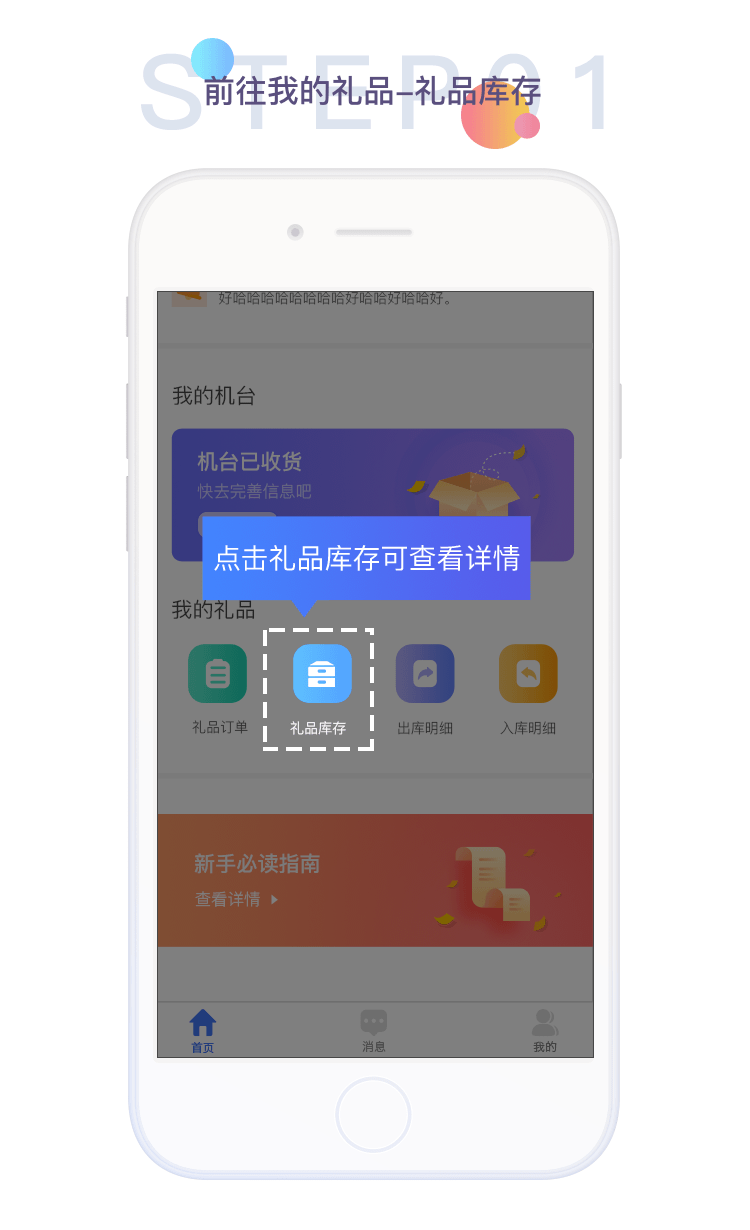 STEP01
前往我的礼品–礼品库存
好哈哈哈哈哈哈哈哈好哈哈好哈哈好。
我的机台
机台已收货
快去完善信息吧
点击礼品库存可查看详情
我的礼品
礼品订单 礼品库存 出库明细 入库明细
新手必读指南
查看详情
首页 消息 我的